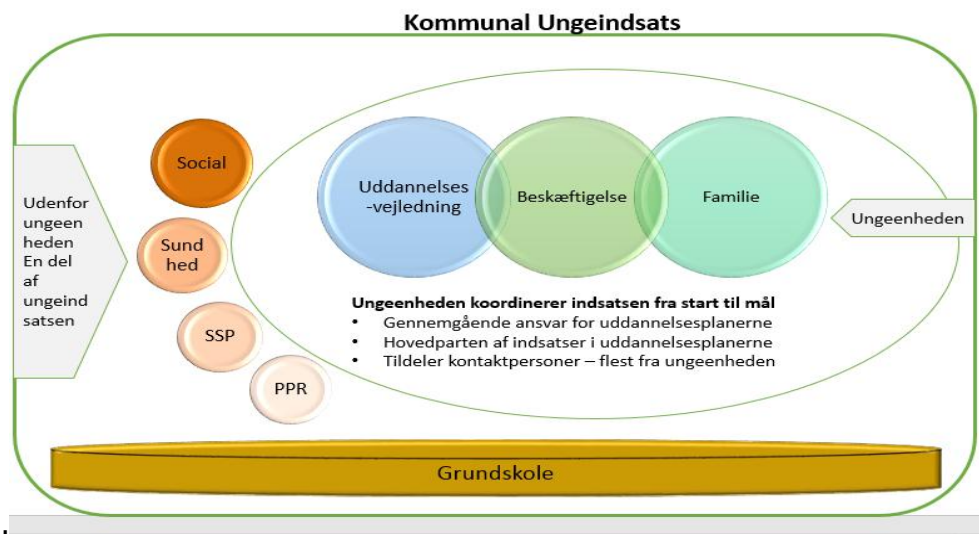 Kommunal Ungeindsats
Udenfor
ungeen
heden
En del
af
ungeind
satsen
Social
Sund
hed
SSP
PPR
Uddannelses
-vejledning
Beskæftigelse
Familie
Ungeenheden
Ungeenheden koordinerer indsatsen fra start til mål
• Gennemgående ansvar for uddannelsesplanerne
• Hovedparten af indsatser i uddannelsesplanerne
• Tildeler kontaktpersoner – flest fra ungeenheden
Grundskole
.